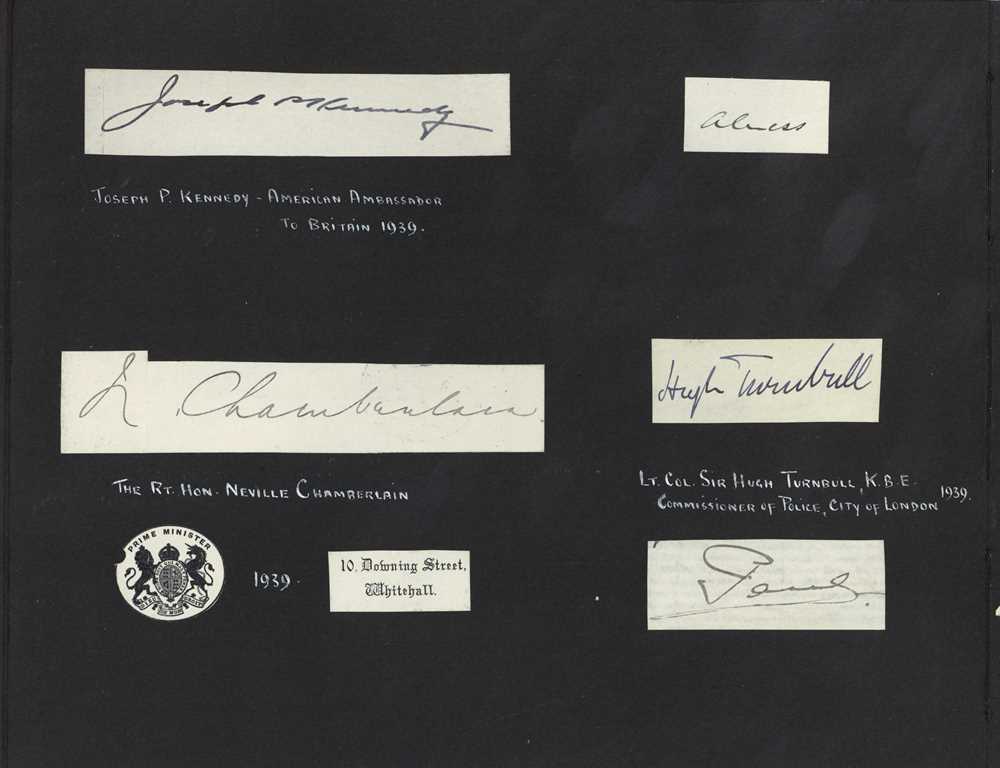 Joseph P Kennedy
JOSEPH P. KENNEDY - AMERICAN AMBASSADOR
TO BRITAIN 1939.
Alness
N. Chamberlain
THE RT. HON. NEVILLE CHAMBERLAIN
PRIME MINISTER
1939.
10, Downing Street,
Whitehall.
Hugh Turnbull
LT. COL. SIR HUGH TURNBULL, K.B.E.
COMMISSIONER OF POLICE, CITY OF LONDON 1939.